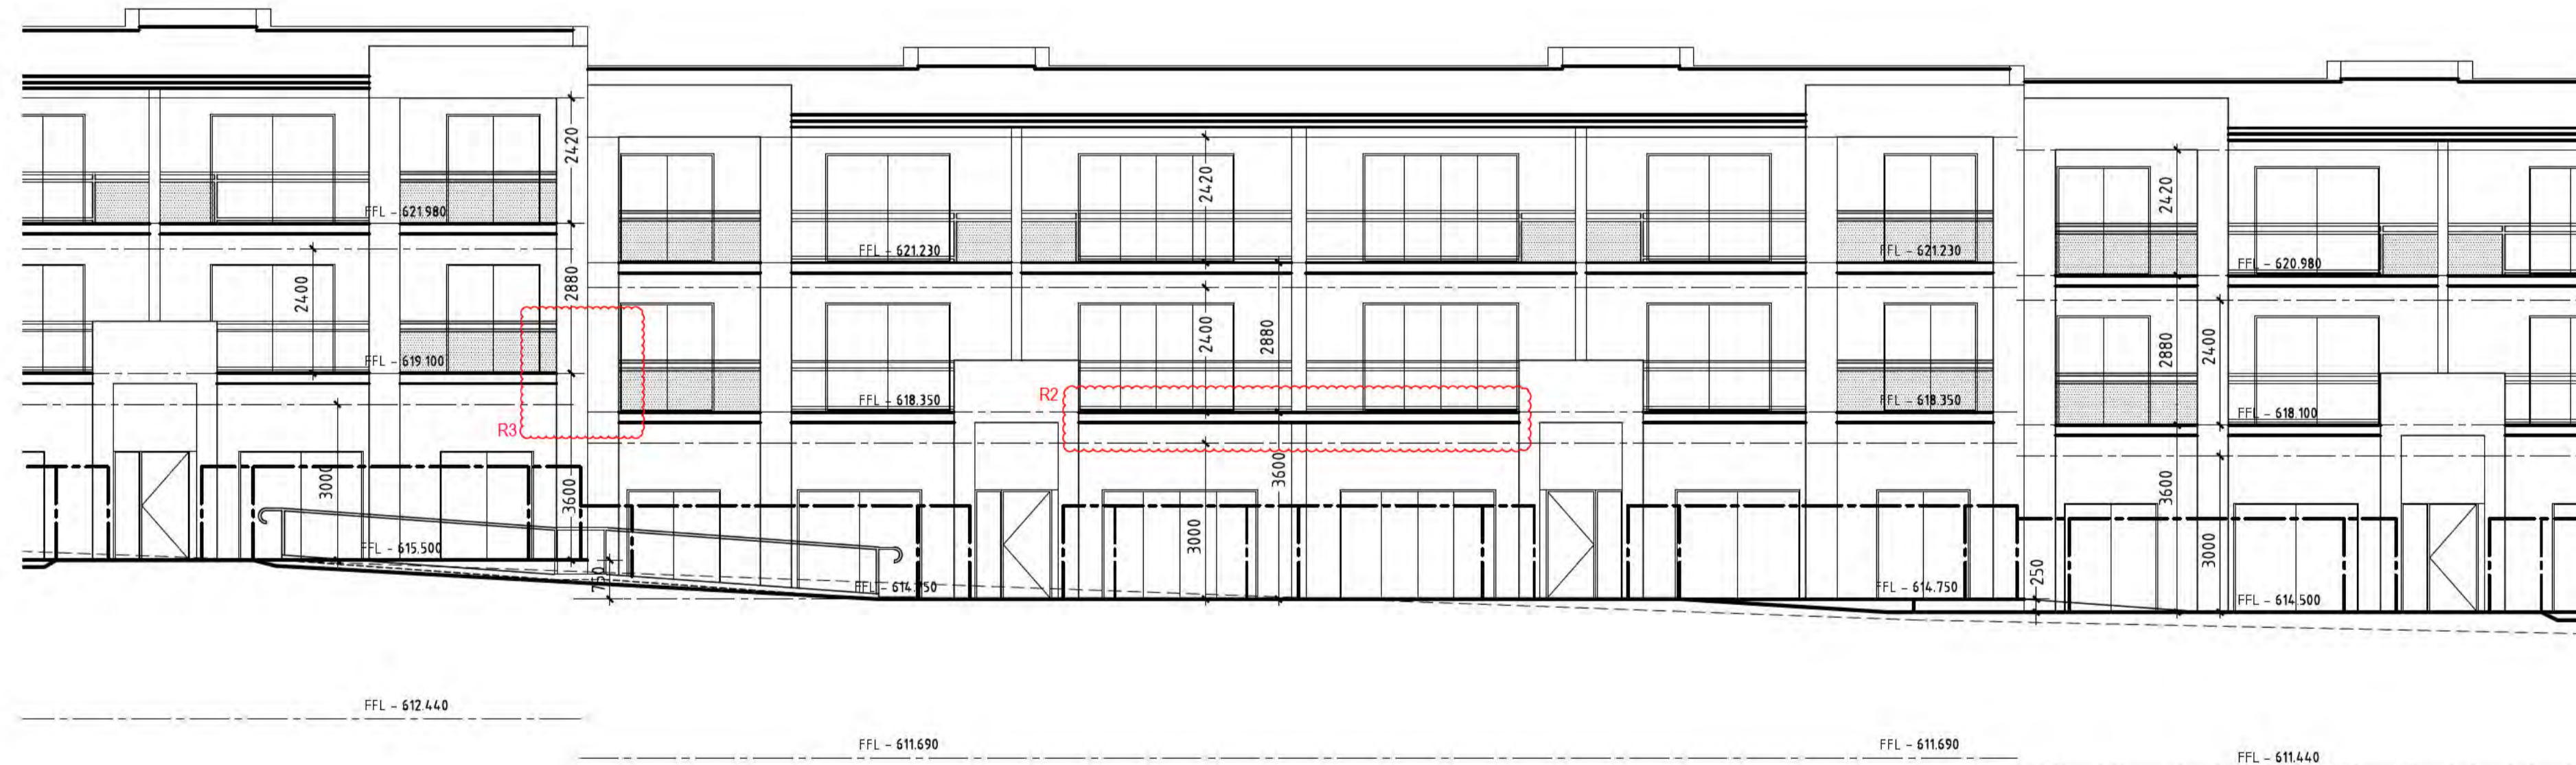 2420
2420
2420
FFL - 621.980
FFL - 621.230
FFL - 621.230
FFL - 620.980
2400
2880
2400
2880
2880
2400
FFL - 619.100
R2
FFL - 618.350
FFL - 618.350
FFL - 618.100
R3
3000
3600
3600
3000
3600
3000
FFL - 615.500
750
FFL - 614.750
FFL - 614.750
250
FFL - 614.500
FFL - 612.440
FFL - 611.690
FFL - 611.690
FFL - 611.440